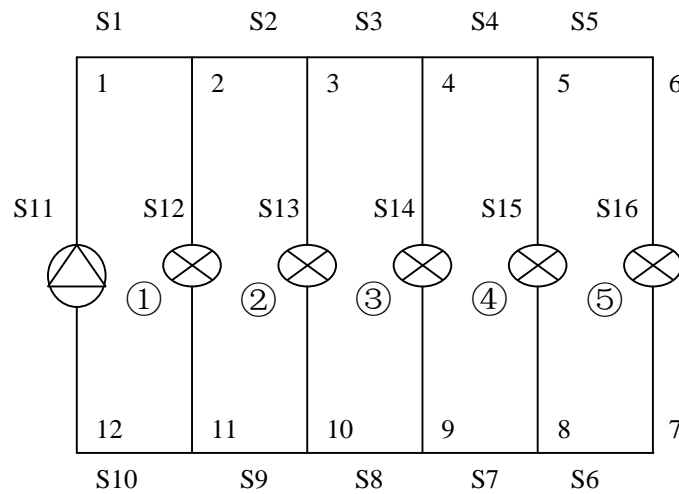 S1 S2 S3 S4 S5
1 2 3 4 5 6
S11 S12 S13 S14 S15 S16
① ② ③ ④ ⑤
12 11 10 9 8 7
S10 S9 S8 S7 S6